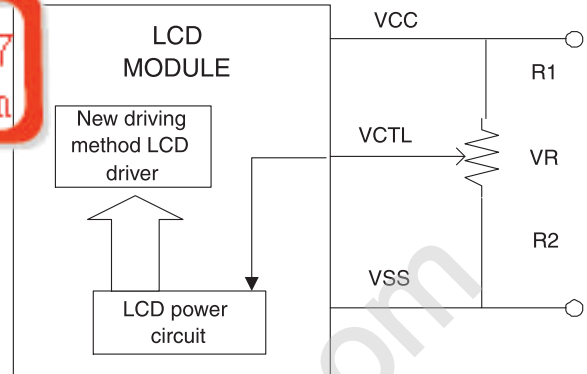 LCD
MODULE
New driving
method LCD
driver
LCD power
circuit
VCC
R1
VCTL
VR
R2
VSS